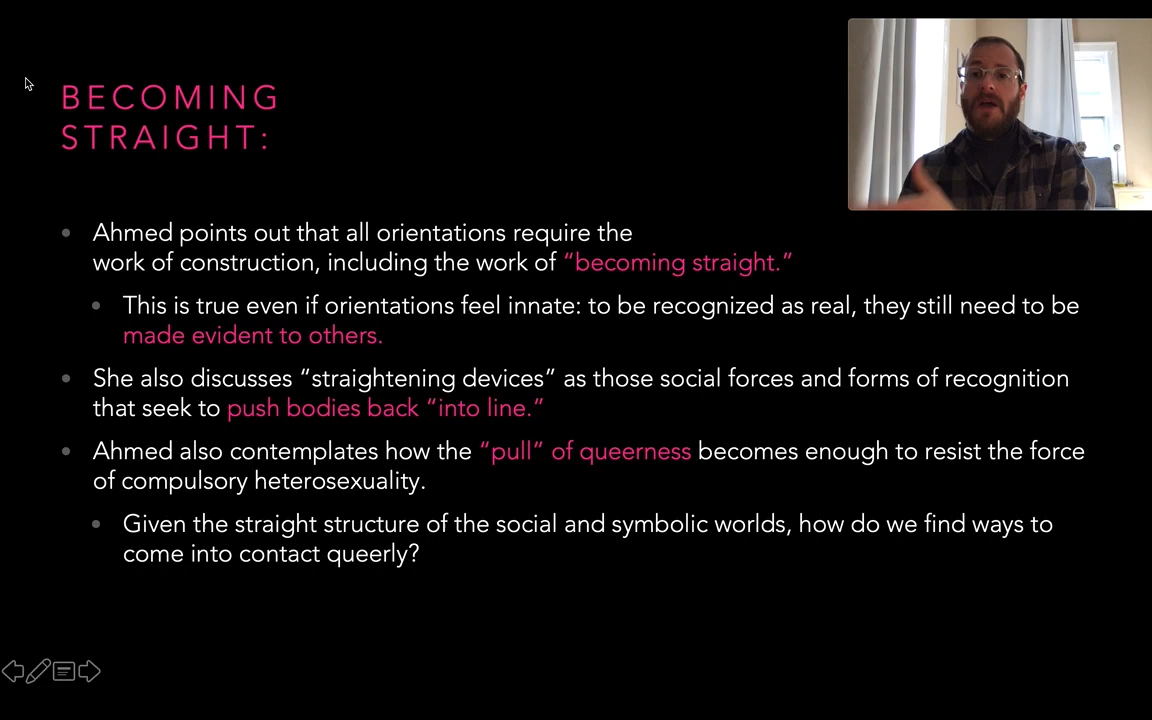 BECOMING
STRAIGHT:
Ahmed points out that all orientations require the
work of construction, including the work of “becoming straight.”
This is true even if orientations feel innate: to be recognized as real, they still need to be
made evident to others.
She also discusses “straightening devices” as those social forces and forms of recognition
that seek to push bodies back “into line.”
Ahmed also contemplates how the “pull” of queerness becomes enough to resist the force
of compulsory heterosexuality.
Given the straight structure of the social and symbolic worlds, how do we find ways to
come into contact queerly?